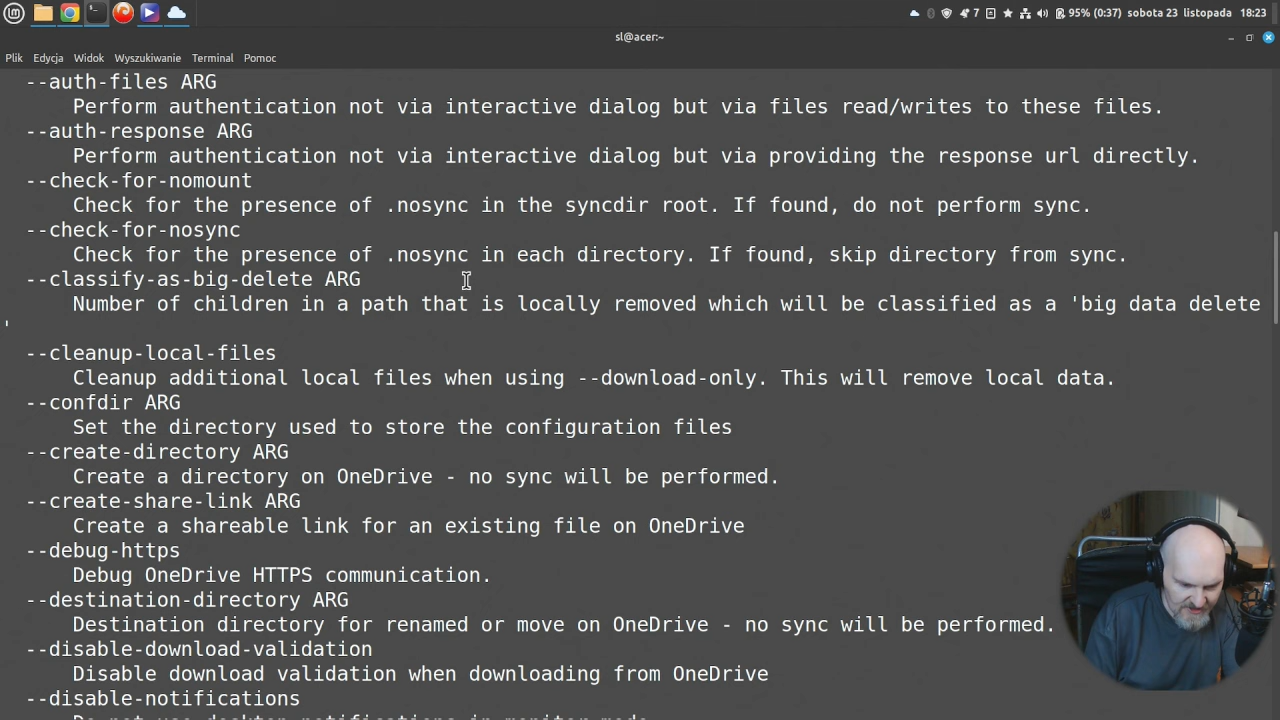 7 95% (0:37) sobota 23 listopada 18:23
sl@acer:~
Plik Edycja Widok Wyszukiwanie Terminal Pomoc
--auth-files ARG
Perform authentication not via interactive dialog but via files read/writes to these files.
--auth-response ARG
Perform authentication not via interactive dialog but via providing the response url directly.
--check-for-nomount
Check for the presence of .nosync in the syncdir root. If found, do not perform sync.
--check-for-nosync
Check for the presence of .nosync in each directory. If found, skip directory from sync.
--classify-as-big-delete ARG
Number of children in a path that is locally removed which will be classified as a 'big data delete
'
--cleanup-local-files
Cleanup additional local files when using --download-only. This will remove local data.
--confdir ARG
Set the directory used to store the configuration files
--create-directory ARG
Create a directory on OneDrive - no sync will be performed.
--create-share-link ARG
Create a shareable link for an existing file on OneDrive
--debug-https
Debug OneDrive HTTPS communication.
--destination-directory ARG
Destination directory for renamed or move on OneDrive - no sync will be performed.
--disable-download-validation
Disable download validation when downloading from OneDrive
--disable-notifications
Do not use desktop notifications in monitor mode